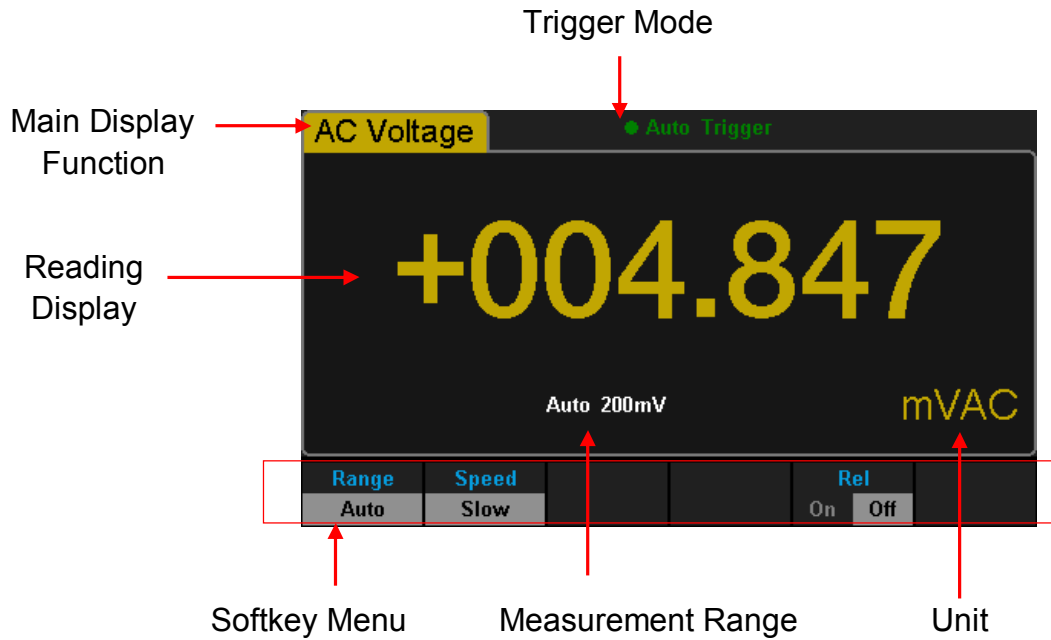 Trigger Mode
Main Display
Function
AC Voltage
Auto Trigger
Reading
Display
+004.847
Auto 200mV
mVAC
Range
Speed
Rel
Auto
Slow
On Off
Softkey Menu
Measurement Range
Unit